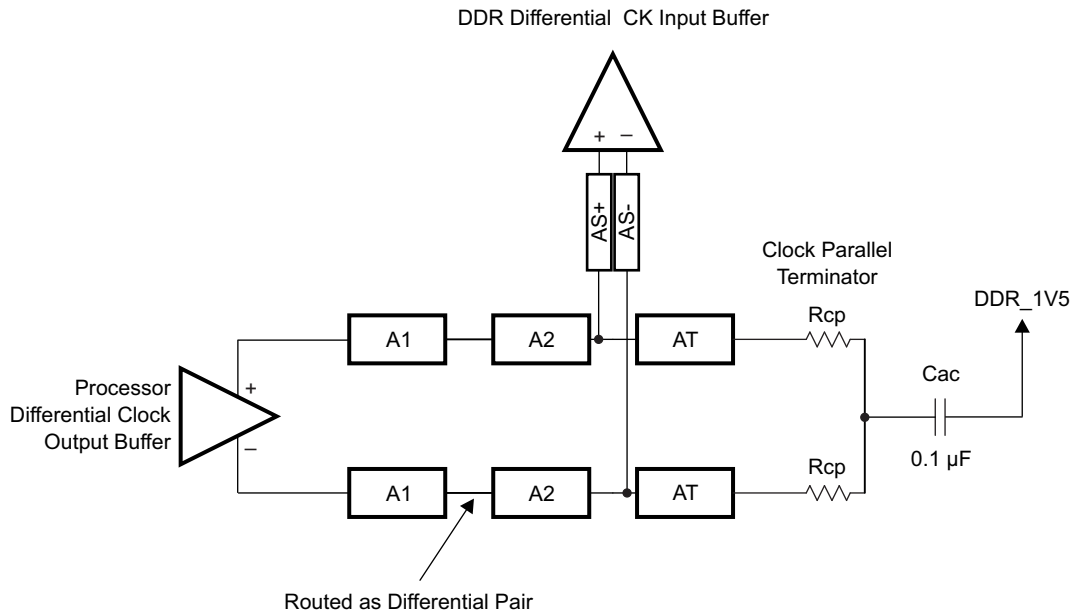 DDR Differential CK Input Buffer
+ −
AS+ AS-
Clock Parallel
Terminator
DDR_1V5
Rcp
A1 A2 AT
Cac
Processor
Differential Clock
Output Buffer
+
−
0.1 µF
Rcp
A1 A2 AT
Routed as Differential Pair